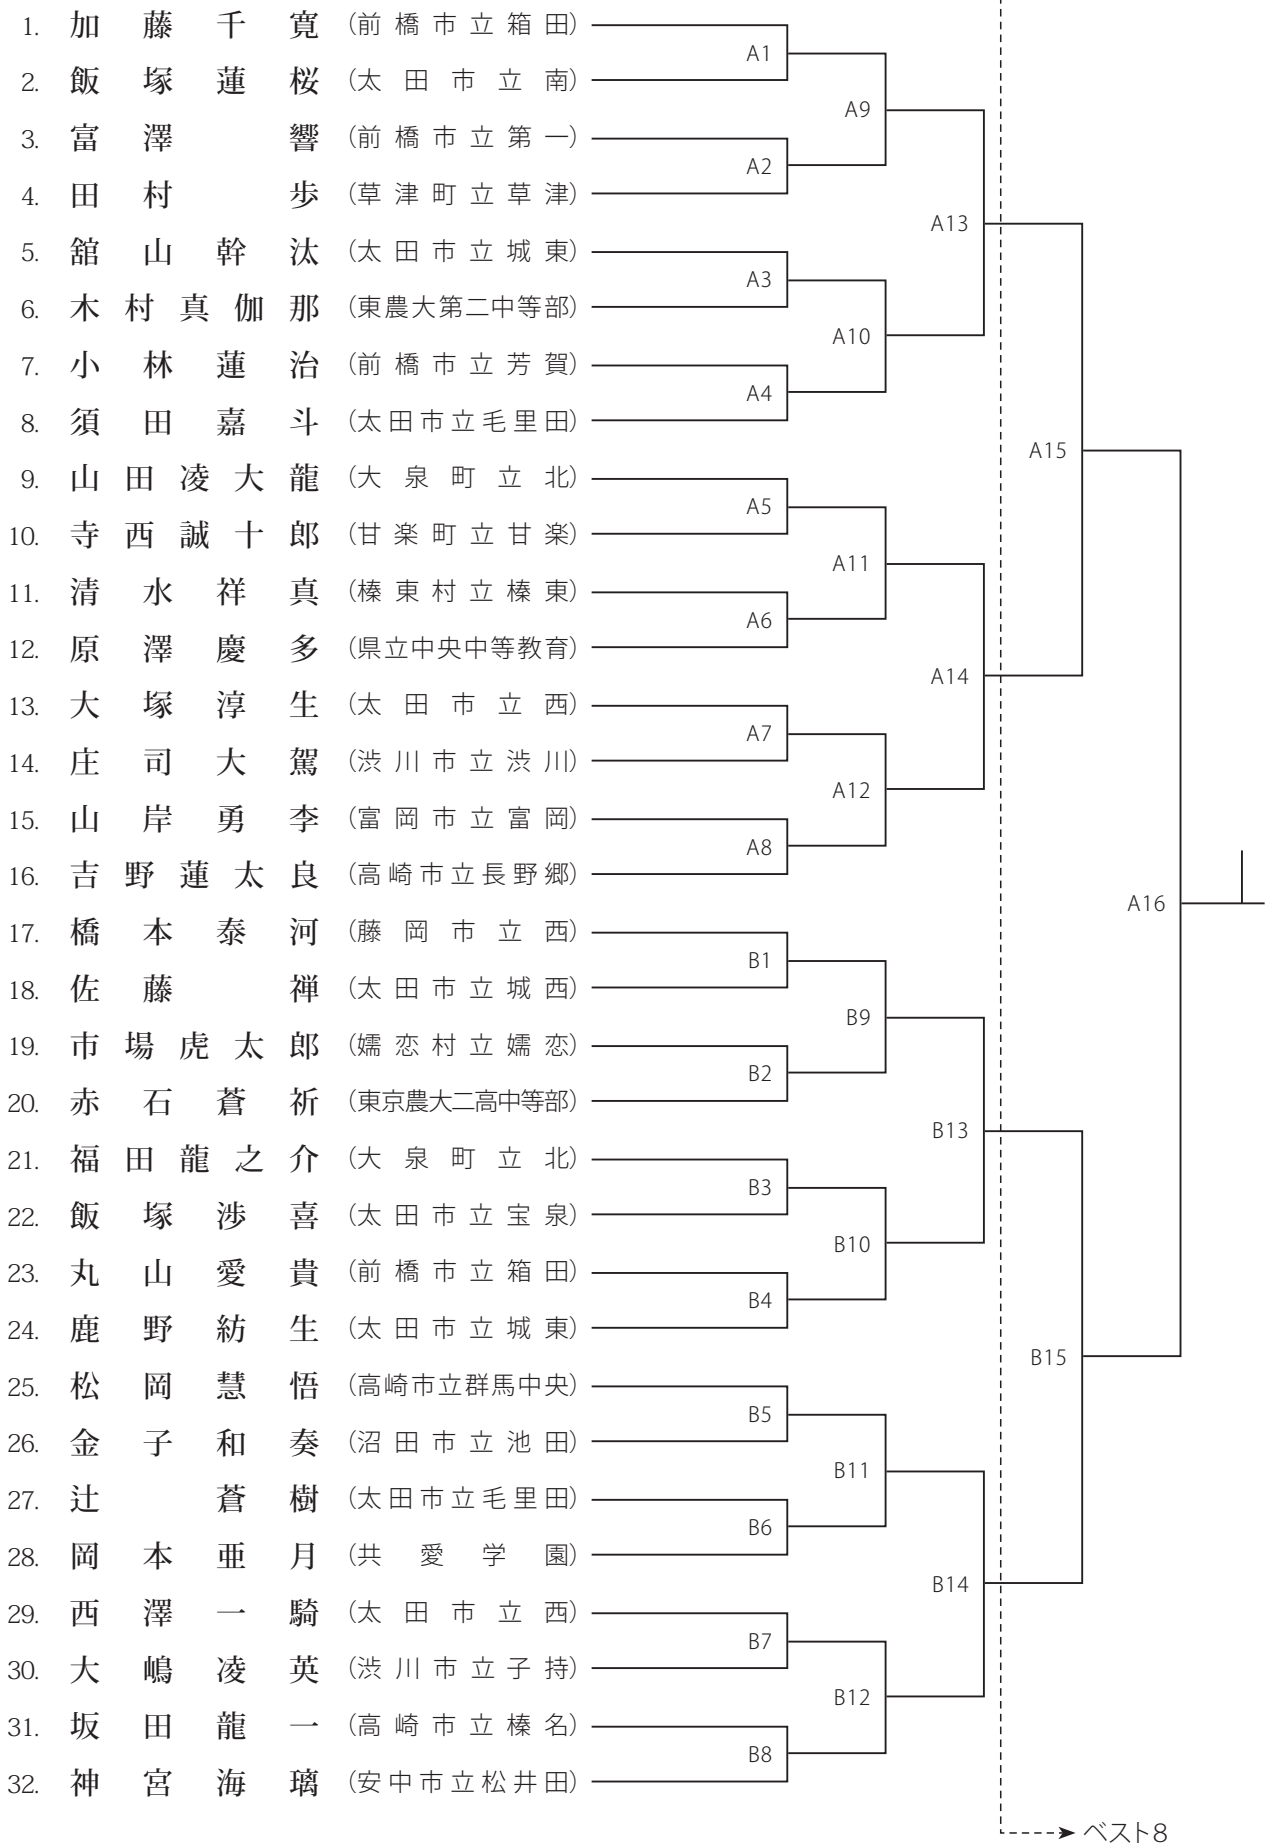 1. 加藤千寛 (前橋市立箱田)
2. 飯塚蓮桜 (太田市立南)
3. 富澤響 (前橋市立第一)
4. 田村歩 (草津町立草津)
5. 舘山幹汰 (太田市立城東)
6. 木村真伽那 (東農大第二中等部)
7. 小林蓮治 (前橋市立芳賀)
8. 須田嘉斗 (太田市立毛里田)
9. 山田凌大龍 (大泉町立北)
10. 寺西誠十郎 (甘楽町立甘楽)
11. 清水祥真 (榛東村立榛東)
12. 原澤慶多 (県立中央中等教育)
13. 大塚淳生 (太田市立西)
14. 庄司大駕 (渋川市立渋川)
15. 山岸勇李 (富岡市立富岡)
16. 吉野蓮太良 (高崎市立長野郷)
17. 橋本泰河 (藤岡市立西)
18. 佐藤禅 (太田市立城西)
19. 市場虎太郎 (嬬恋村立嬬恋)
20. 赤石蒼祈 (東京農大二高中等部)
21. 福田龍之介 (大泉町立北)
22. 飯塚渉喜 (太田市立宝泉)
23. 丸山愛貴 (前橋市立箱田)
24. 鹿野紡生 (太田市立城東)
25. 松岡慧悟 (高崎市立群馬中央)
26. 金子和奏 (沼田市立池田)
27. 辻蒼樹 (太田市立毛里田)
28. 岡本亜月 (共愛学園)
29. 西澤一騎 (太田市立西)
30. 大嶋凌英 (渋川市立子持)
31. 坂田龍一 (高崎市立榛名)
32. 神宮海璃 (安中市立松井田)
A1
A2
A3
A4
A5
A6
A7
A8
B1
B2
B3
B4
B5
B6
B7
B8
A9
A10
A11
A12
B9
B10
B11
B12
A13
A14
B13
B14
A15
B15
A16
ベスト8